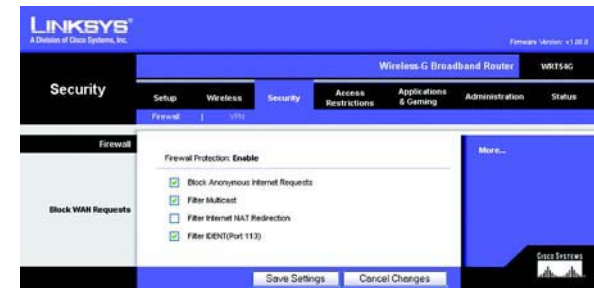 LINKSYS®
A Division of Cisco Systems, Inc.
Firmware Version: v1.00.0
Wireless-G Broadband Router WRT54G
Security
Setup Wireless Security Access Restrictions Applications & Gaming Administration Status
Firewall | VPN
Firewall
Firewall Protection: Enable
More...
Block WAN Requests
Block Anonymous Internet Requests
Filter Multicast
Filter Internet NAT Redirection
Filter IDENT(Port 113)
Save Settings Cancel Changes
CISCO SYSTEMS